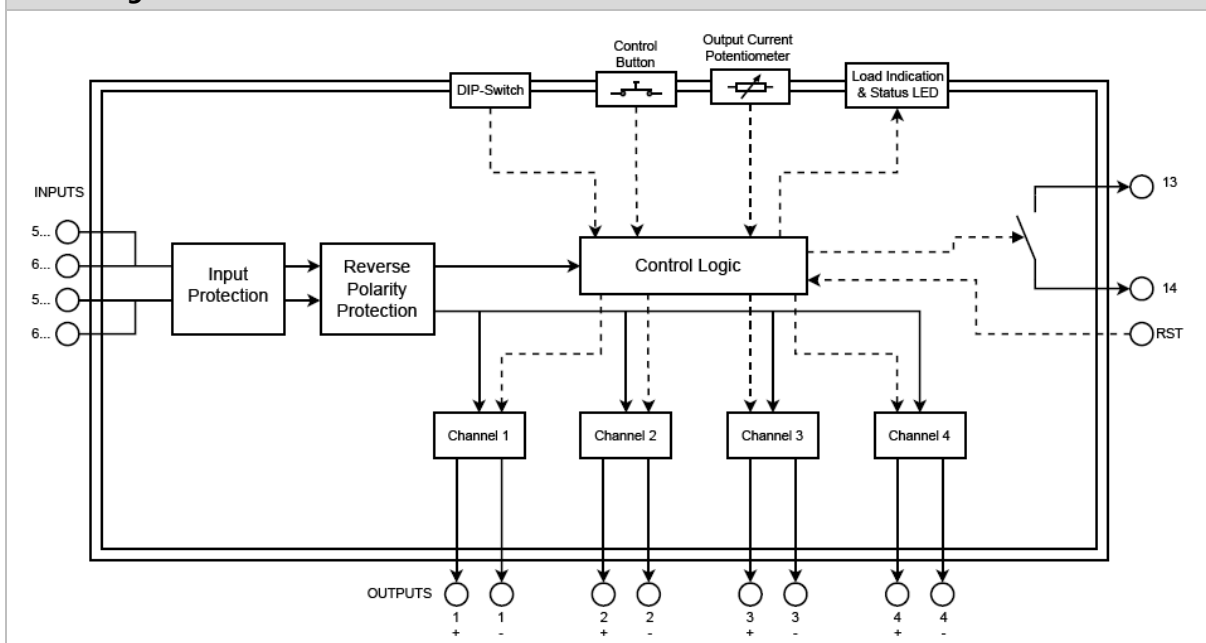 Control
Button
Output Current
Potentiometer
DIP-Switch
Load Indication
& Status LED
INPUTS
5...
6...
5...
6...
Input
Protection
Reverse
Polarity
Protection
Control Logic
13
14
RST
Channel 1
Channel 2
Channel 3
Channel 4
OUTPUTS
1 1 2 2 3 3 4 4
+ - + - + - + -